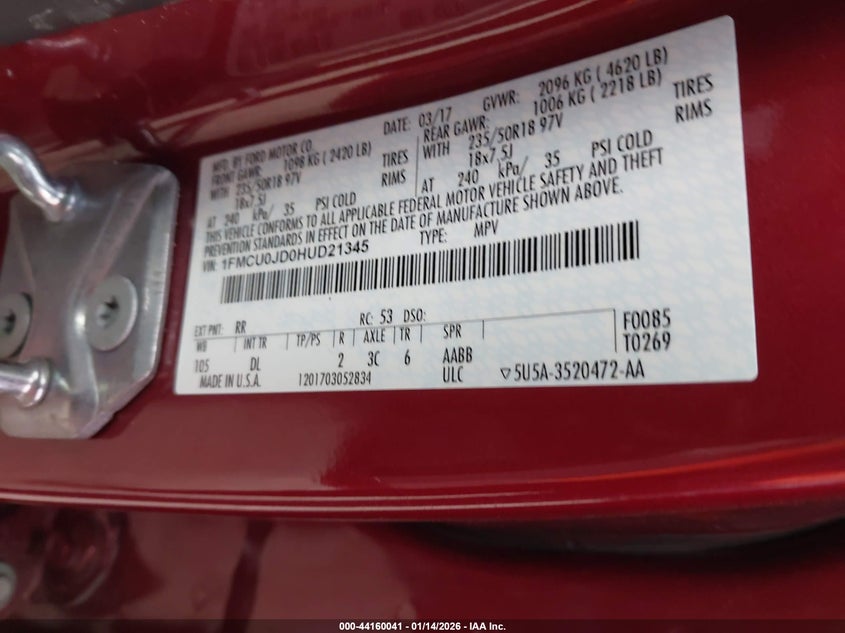 MFD. BY FORD MOTOR CO. DATE: 03/17 GVWR: 2096 KG ( 4620 LB)
FRONT GAWR: 1098 KG ( 2420 LB) REAR GAWR: 1006 KG ( 2218 LB)
WITH 235/50R18 97V TIRES WITH 235/50R18 97V TIRES
18x7.5J RIMS 18x7.5J RIMS
AT 240 kPa/ 35 PSI COLD AT 240 kPa/ 35 PSI COLD
THIS VEHICLE CONFORMS TO ALL APPLICABLE FEDERAL MOTOR VEHICLE SAFETY AND THEFT
PREVENTION STANDARDS IN EFFECT ON THE DATE OF MANUFACTURE SHOWN ABOVE.
VIN: 1FMCU0JD0HUD21345 TYPE: MPV
EXT PNT: RR RC: 53 DSO:
WB INT TR TP/PS R AXLE TR SPR F0085
105 DL 2 3C 6 AABB T0269
MADE IN U.S.A. 1201703052834 ULC ▽5U5A-3520472-AA
000-44160041 - 01/14/2026 - IAA Inc.